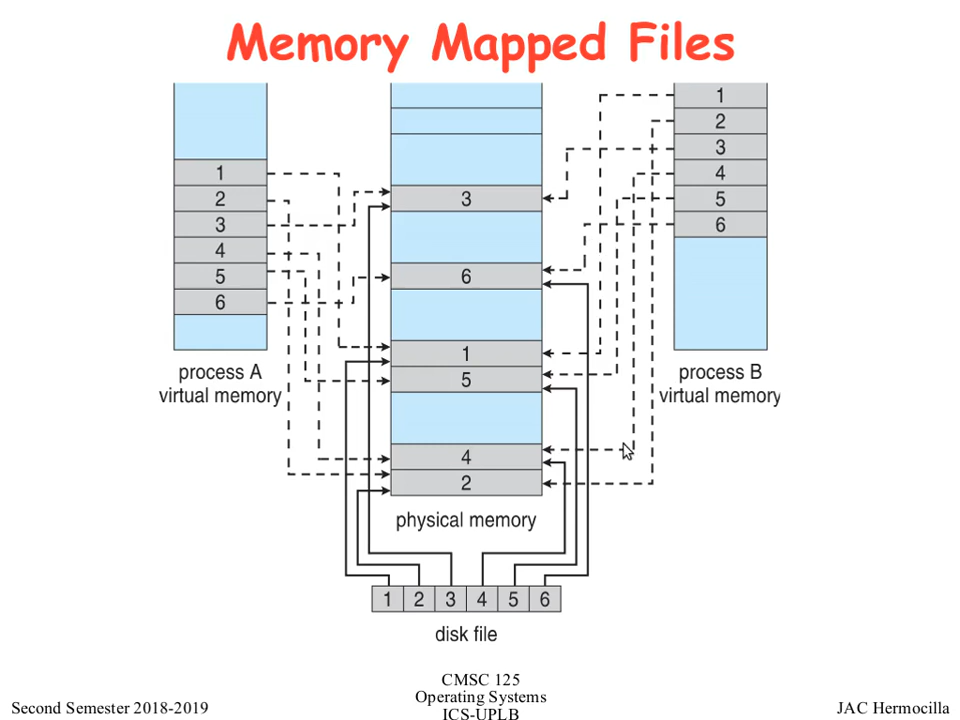 Memory Mapped Files
1
2
3
4
5
6
process A
virtual memory
3
6
1
5
4
2
physical memory
1
2
3
4
5
6
process B
virtual memory
1 2 3 4 5 6
disk file
Second Semester 2018-2019
CMSC 125
Operating Systems
ICS-UPLB
JAC Hermocilla